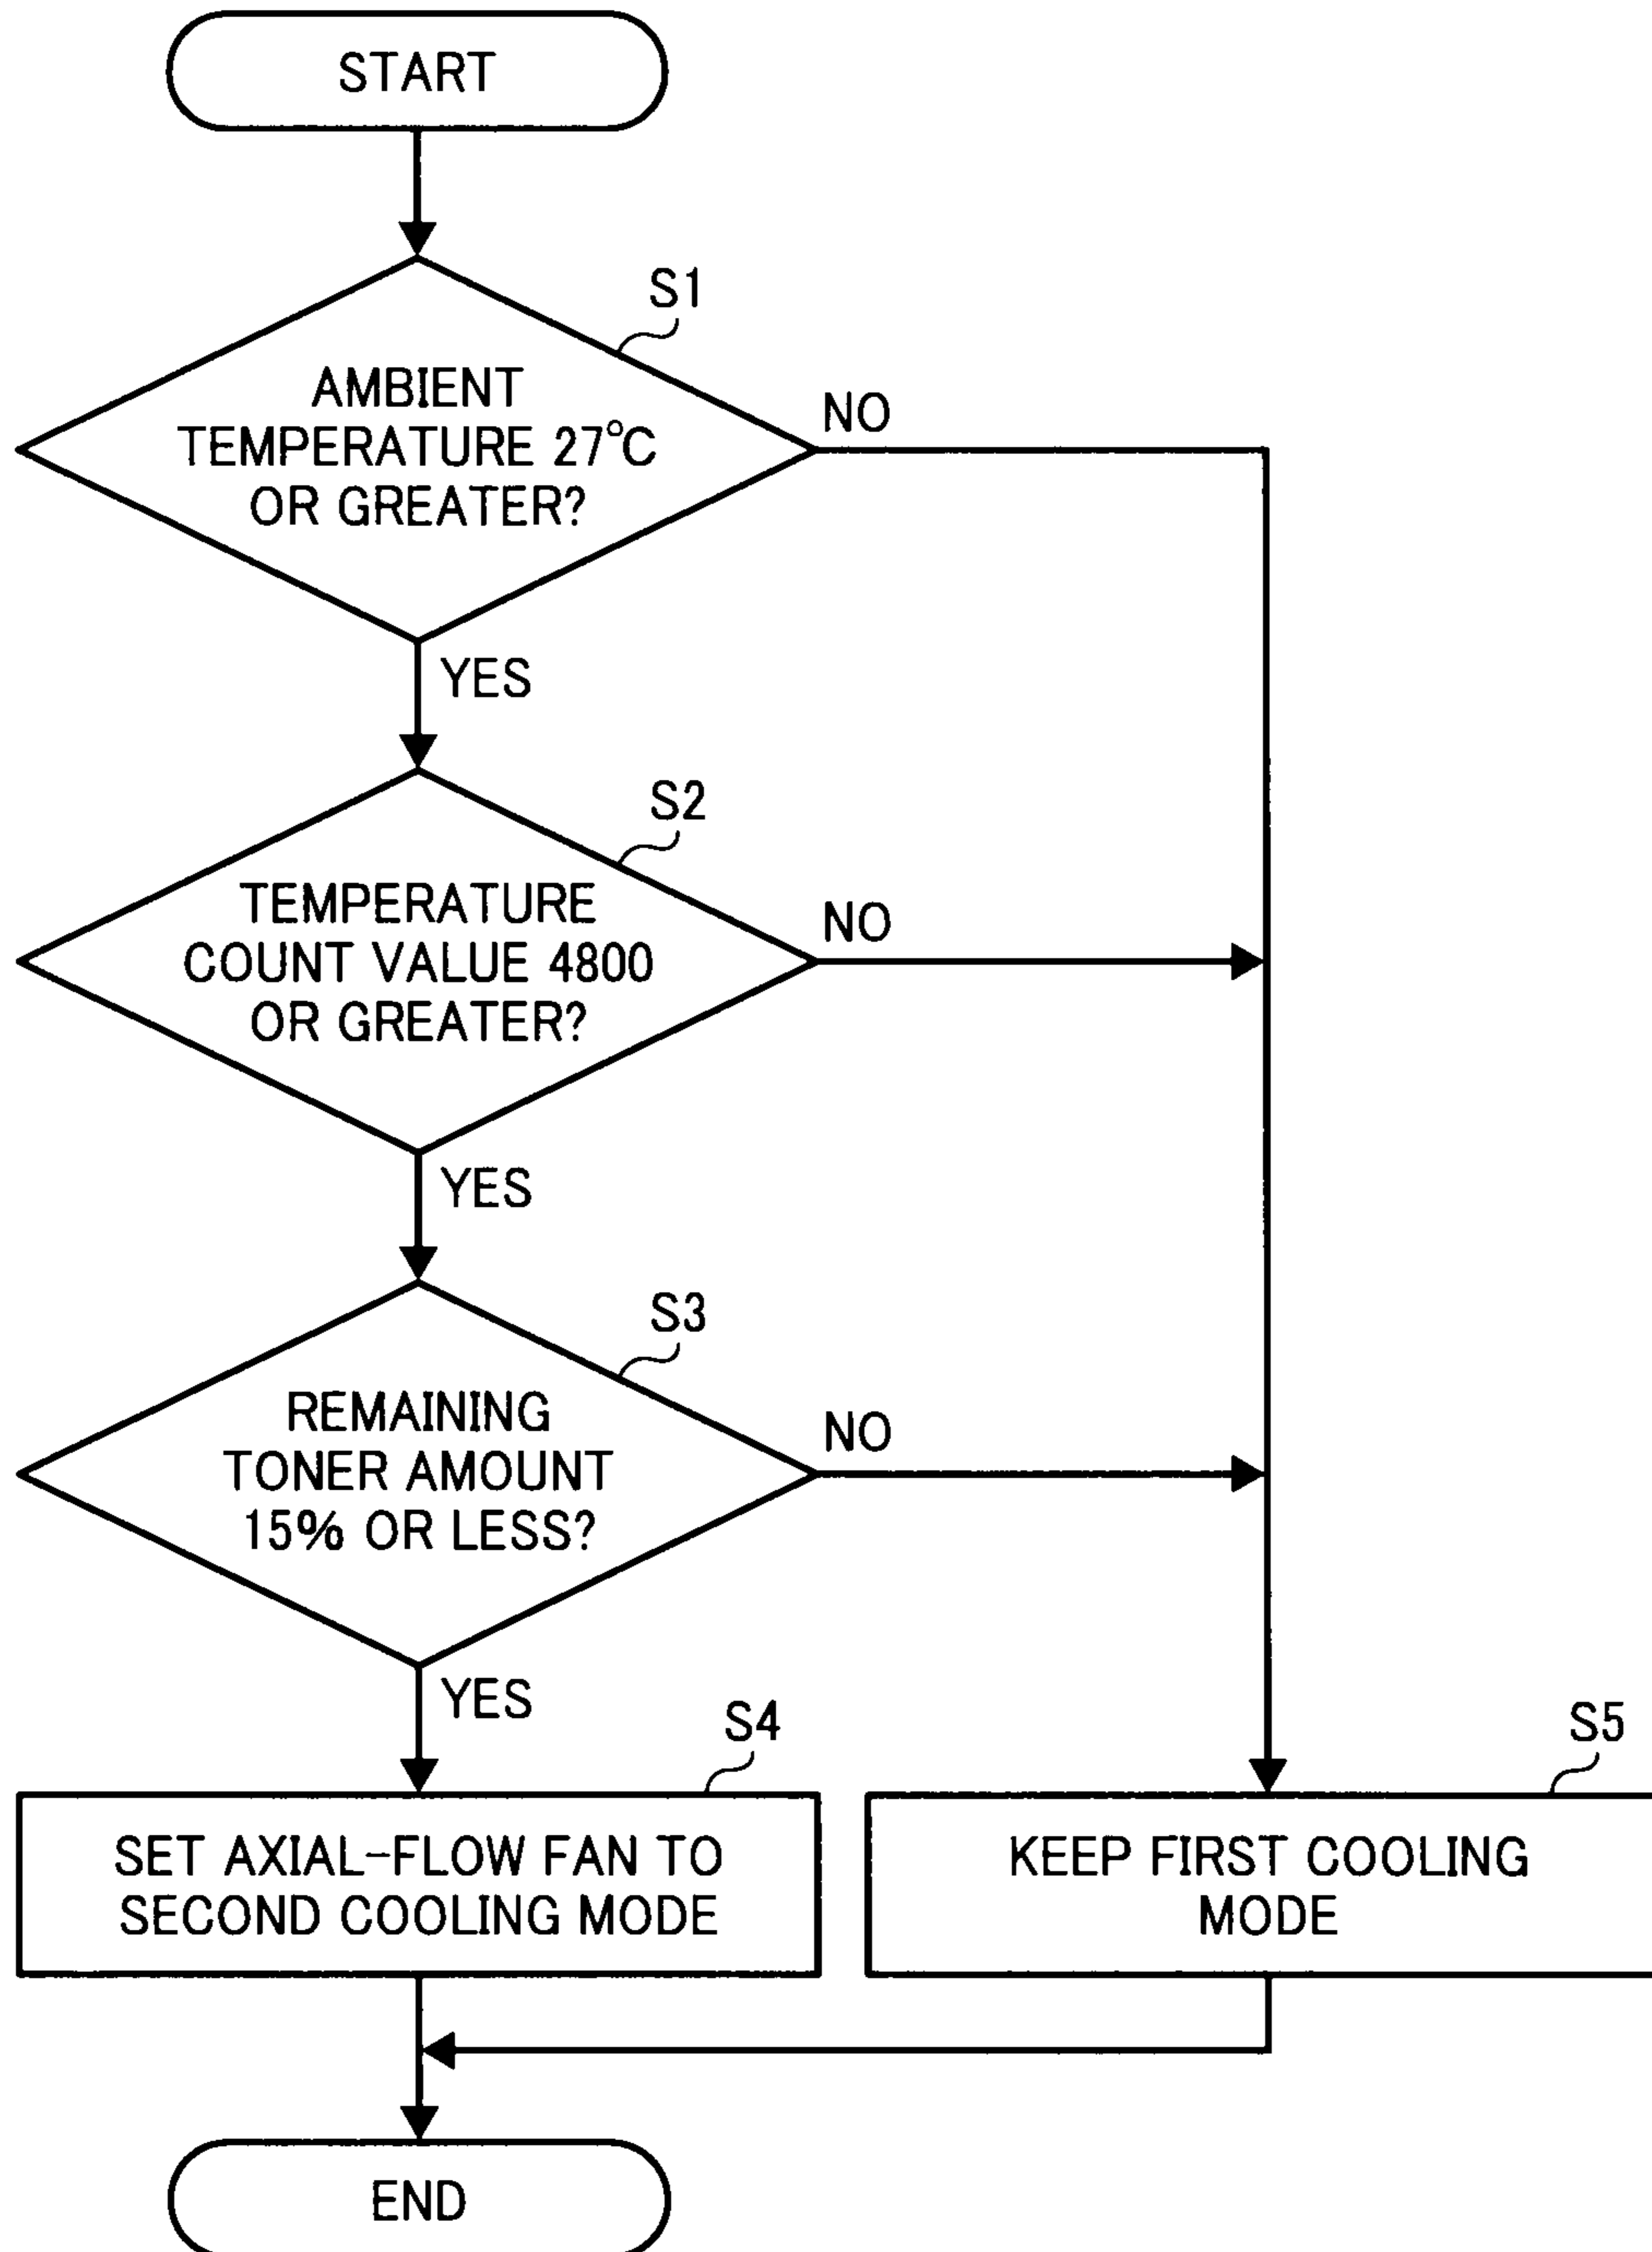 START
S1
AMBIENT
TEMPERATURE 27°C
OR GREATER?
NO
YES
S2
TEMPERATURE
COUNT VALUE 4800
OR GREATER?
NO
YES
S3
REMAINING
TONER AMOUNT
15% OR LESS?
NO
YES
S4
SET AXIAL-FLOW FAN TO
SECOND COOLING MODE
S5
KEEP FIRST COOLING
MODE
END